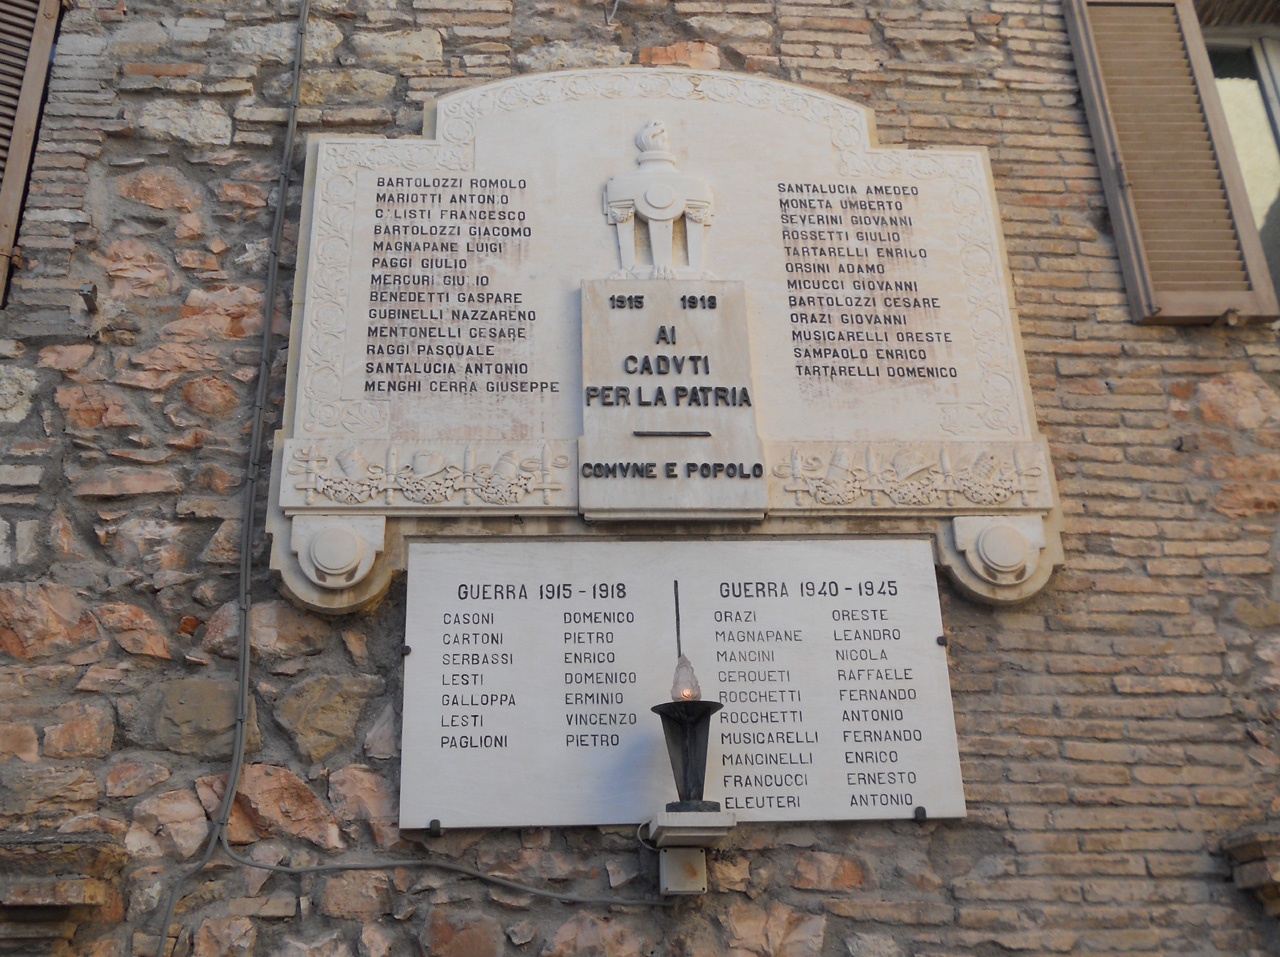 BARTOLOZZI ROMOLO
MARIOTTI ANTONIO
CELISTI FRANCESCO
BARTOLOZZI GIACOMO
MAGNAPANE LUIGI
PAGGI GIULIO
MERCURI GIULIO
BENEDETTI GASPARE
GUBINELLI NAZZARENO
MENTONELLI CESARE
RAGGI PASQUALE
SANTALUCIA ANTONIO
MENGHI CERRA GIUSEPPE
1915 1918
AI
CADVTI
PER LA PATRIA
COMVNE E POPOLO
SANTALUCIA AMEDEO
MONETA UMBERTO
SEVERINI GIOVANNI
ROSSETTI GIULIO
TARTARELLI ENRICO
ORSINI ADAMO
MICUCCI GIOVANNI
BARTOLOZZI CESARE
ORAZI GIOVANNI
MUSICARELLI ORESTE
SAMPAOLO ENRICO
TARTARELLI DOMENICO
GUERRA 1915-1918
CASONI DOMENICO
CARTONI PIETRO
SERBASSI ENRICO
LESTI DOMENICO
GALLOPPA ERMINIO
LESTI VINCENZO
PAGLIONI PIETRO
GUERRA 1940-1945
ORAZI ORESTE
MAGNAPANE LEANDRO
MANCINI NICOLA
CERQUETI RAFFAELE
ROCCHETTI FERNANDO
ROCCHETTI ANTONIO
MUSICARELLI FERNANDO
MANCINELLI ENRICO
FRANCUCCI ERNESTO
ELEUTERI ANTONIO